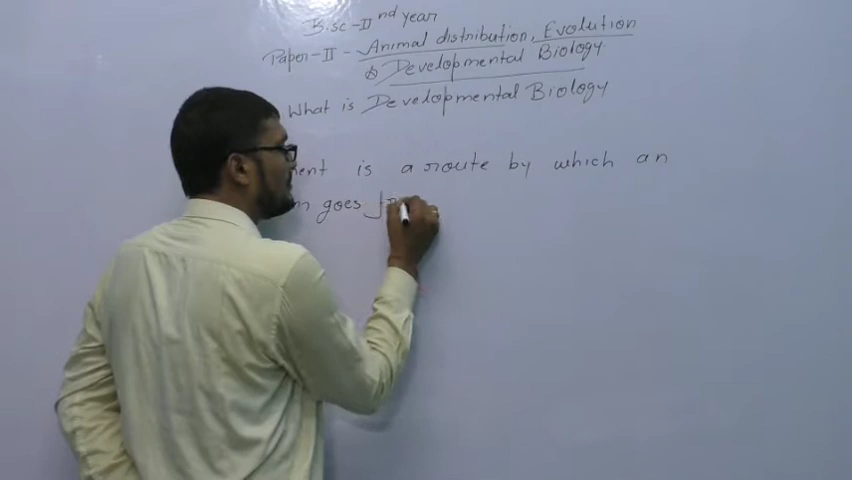 B.sc-II nd year
Paper-II - Animal distribution, Evolution
& Developmental Biology
What is Developmental Biology
ment is a route by which an
m goes